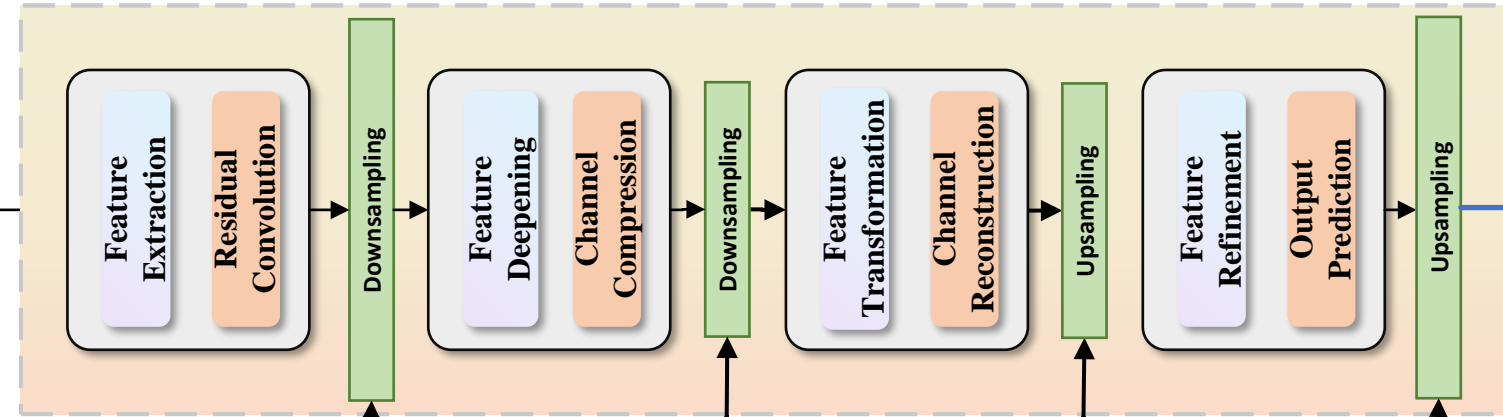 Feature
Extraction
Residual
Convolution
Downsampling
Feature
Deepening
Channel
Compression
Downsampling
Feature
Transformation
Channel
Reconstruction
Upsampling
Feature
Refinement
Output
Prediction
Upsampling